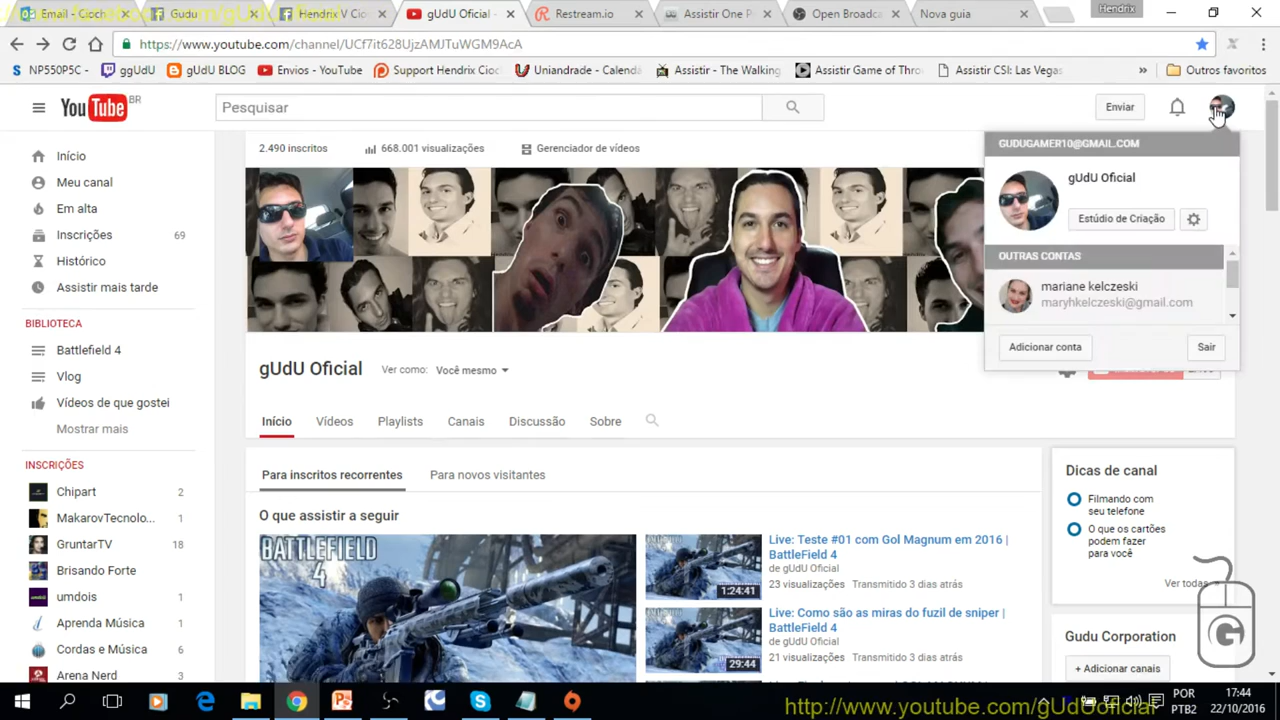 Email - Cioch
Gudu
Hendrix V Cioch
gUdU Oficial -
Restream.io
Assistir One P
Open Broadca
Nova guia
Hendrix
https://www.youtube.com/channel/UCf7it628UjzAMJTuWGM9AcA
NP550P5C -
ggUdU
gUdU BLOG
Envios - YouTube
Support Hendrix Cioc
Uniandrade - Calenda
Assistir - The Walking
Assistir Game of Thro
Assistir CSI: Las Vegas
»
Outros favoritos
YouTube BR
Pesquisar
Enviar
2.490 inscritos
668.001 visualizações
Gerenciador de vídeos
GUDUGAMER10@GMAIL.COM
gUdU Oficial
Estúdio de Criação
OUTRAS CONTAS
mariane kelczeski
maryhkelczeski@gmail.com
Adicionar conta
Sair
Início
Meu canal
Em alta
Inscrições 69
Histórico
Assistir mais tarde
BIBLIOTECA
Battlefield 4
Vlog
Vídeos de que gostei
Mostrar mais
INSCRIÇÕES
Chipart 2
MakarovTecnolo... 1
GruntarTV 18
Brisando Forte
umdois 1
Aprenda Música 1
Cordas e Música 6
Arena Nerd
gUdU Oficial
Ver como: Você mesmo
Início
Vídeos
Playlists
Canais
Discussão
Sobre
Para inscritos recorrentes
Para novos visitantes
O que assistir a seguir
BATTLEFIELD
4
1:24:41
Live: Teste #01 com Gol Magnum em 2016 |
BattleField 4
de gUdU Oficial
23 visualizações Transmitido 3 dias atrás
29:44
Live: Como são as miras do fuzil de sniper |
BattleField 4
de gUdU Oficial
21 visualizações Transmitido 3 dias atrás
Dicas de canal
Filmando com
seu telefone
O que os cartões
podem fazer
para você
Ver todas
Gudu Corporation
+ Adicionar canais
G
http://www.youtube.com/gUdUoficial
POR
PTB2
17:44
22/10/2016